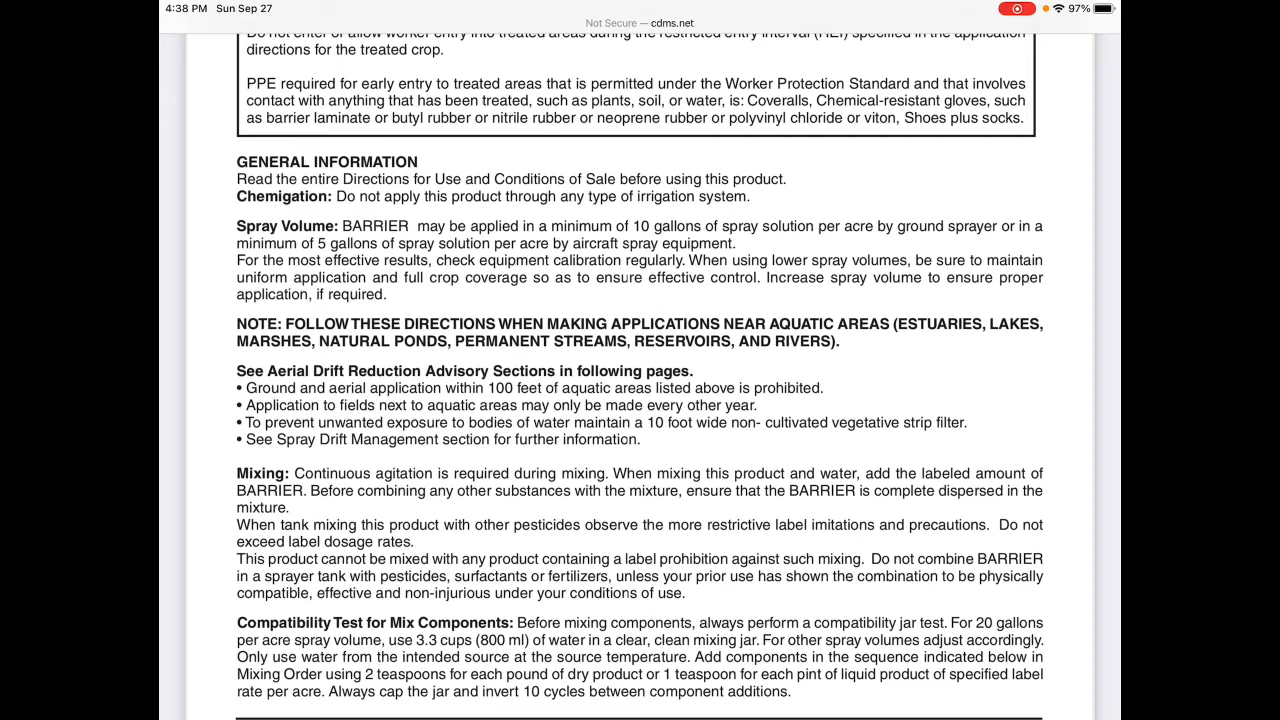 4:38 PM Sun Sep 27
97%
Not Secure — cdms.net
Do not enter or allow worker entry into treated areas during the restricted entry interval (REI) specified in the application
directions for the treated crop.
PPE required for early entry to treated areas that is permitted under the Worker Protection Standard and that involves
contact with anything that has been treated, such as plants, soil, or water, is: Coveralls, Chemical-resistant gloves, such
as barrier laminate or butyl rubber or nitrile rubber or neoprene rubber or polyvinyl chloride or viton, Shoes plus socks.
GENERAL INFORMATION
Read the entire Directions for Use and Conditions of Sale before using this product.
Chemigation: Do not apply this product through any type of irrigation system.
Spray Volume: BARRIER may be applied in a minimum of 10 gallons of spray solution per acre by ground sprayer or in a
minimum of 5 gallons of spray solution per acre by aircraft spray equipment.
For the most effective results, check equipment calibration regularly. When using lower spray volumes, be sure to maintain
uniform application and full crop coverage so as to ensure effective control. Increase spray volume to ensure proper
application, if required.
NOTE: FOLLOW THESE DIRECTIONS WHEN MAKING APPLICATIONS NEAR AQUATIC AREAS (ESTUARIES, LAKES,
MARSHES, NATURAL PONDS, PERMANENT STREAMS, RESERVOIRS, AND RIVERS).
See Aerial Drift Reduction Advisory Sections in following pages.
• Ground and aerial application within 100 feet of aquatic areas listed above is prohibited.
• Application to fields next to aquatic areas may only be made every other year.
• To prevent unwanted exposure to bodies of water maintain a 10 foot wide non- cultivated vegetative strip filter.
• See Spray Drift Management section for further information.
Mixing: Continuous agitation is required during mixing. When mixing this product and water, add the labeled amount of
BARRIER. Before combining any other substances with the mixture, ensure that the BARRIER is complete dispersed in the
mixture.
When tank mixing this product with other pesticides observe the more restrictive label imitations and precautions. Do not
exceed label dosage rates.
This product cannot be mixed with any product containing a label prohibition against such mixing. Do not combine BARRIER
in a sprayer tank with pesticides, surfactants or fertilizers, unless your prior use has shown the combination to be physically
compatible, effective and non-injurious under your conditions of use.
Compatibility Test for Mix Components: Before mixing components, always perform a compatibility jar test. For 20 gallons
per acre spray volume, use 3.3 cups (800 ml) of water in a clear, clean mixing jar. For other spray volumes adjust accordingly.
Only use water from the intended source at the source temperature. Add components in the sequence indicated below in
Mixing Order using 2 teaspoons for each pound of dry product or 1 teaspoon for each pint of liquid product of specified label
rate per acre. Always cap the jar and invert 10 cycles between component additions.